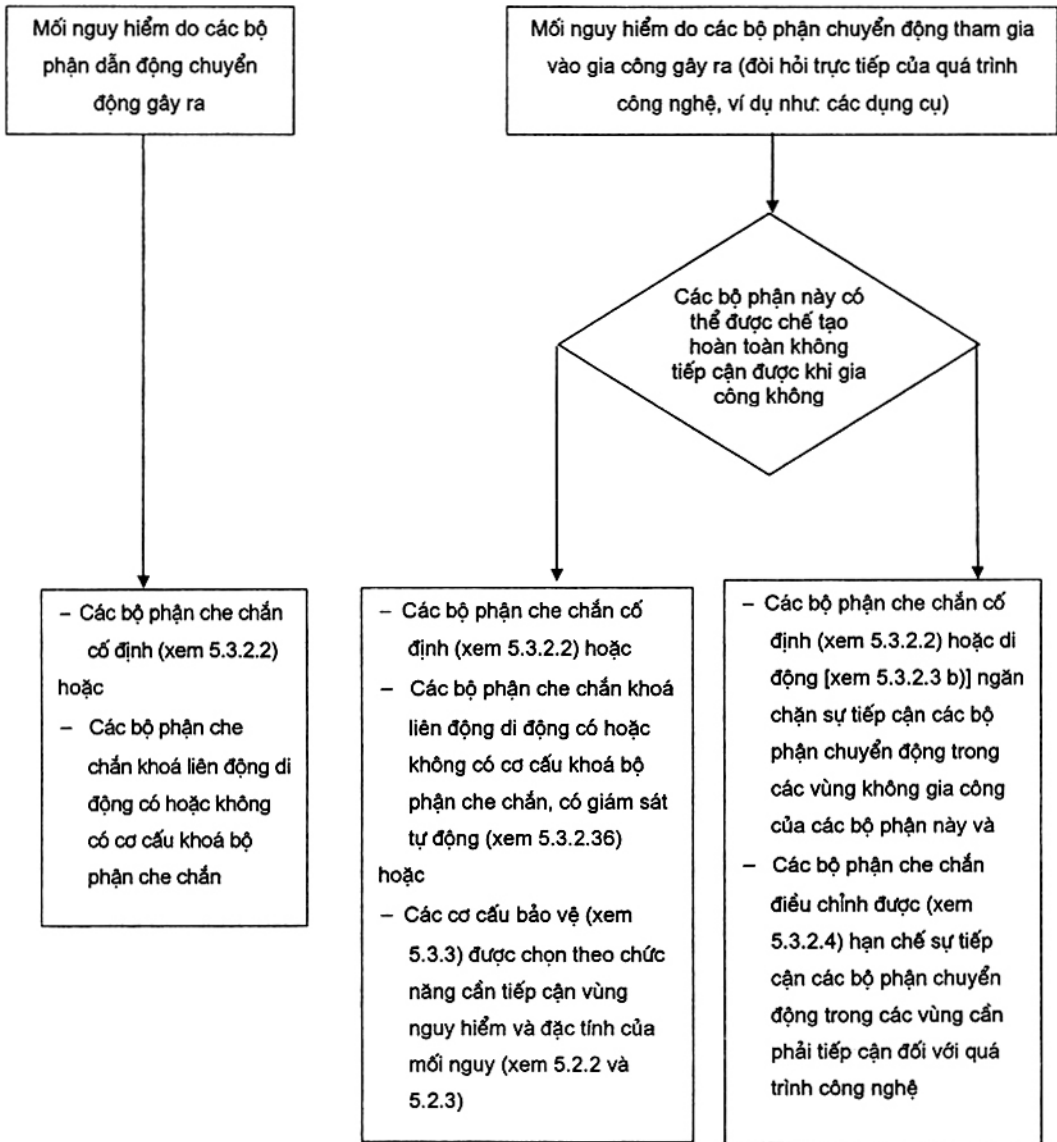 Mối nguy hiểm do các bộ
phận dẫn động chuyển
động gây ra
Mối nguy hiểm do các bộ phận chuyển động tham gia
vào gia công gây ra (đòi hỏi trực tiếp của quá trình
công nghệ, ví dụ như: các dụng cụ)
Các bộ phận này có
thể được chế tạo
hoàn toàn không
tiếp cận được khi gia
công không
– Các bộ phận che chắn
cố định (xem 5.3.2.2)
hoặc
– Các bộ phận che
chắn khoá liên động di
động có hoặc không
có cơ cấu khoá bộ
phận che chắn
– Các bộ phận che chắn cố
định (xem 5.3.2.2) hoặc
– Các bộ phận che chắn khoá
liên động di động có hoặc
không có cơ cấu khoá bộ
phận che chắn, có giám sát
tự động (xem 5.3.2.36)
hoặc
– Các cơ cấu bảo vệ (xem
5.3.3) được chọn theo chức
năng cần tiếp cận vùng
nguy hiểm và đặc tính của
mối nguy (xem 5.2.2 và
5.2.3)
– Các bộ phận che chắn cố
định (xem 5.3.2.2) hoặc di
động [xem 5.3.2.3 b)] ngăn
chặn sự tiếp cận các bộ
phận chuyển động trong
các vùng không gia công
của các bộ phận này và
– Các bộ phận che chắn
điều chỉnh được (xem
5.3.2.4) hạn chế sự tiếp
cận các bộ phận chuyển
động trong các vùng cần
phải tiếp cận đối với quá
trình công nghệ